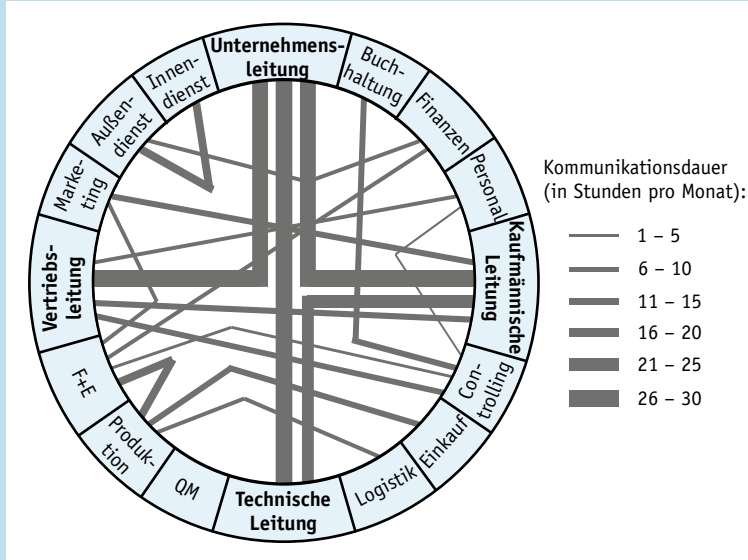 Unternehmens-
leitung
Buch-
haltung
Finanzen
Personal
Kaufmännische
Leitung
Con-
trolling
Einkauf
Logistik
Technische
Leitung
QM
Produk-
tion
F+E
Vertriebs-
leitung
Marke-
ting
Außen-
dienst
Innen-
dienst
Kommunikationsdauer
(in Stunden pro Monat):
1 – 5
6 – 10
11 – 15
16 – 20
21 – 25
26 – 30